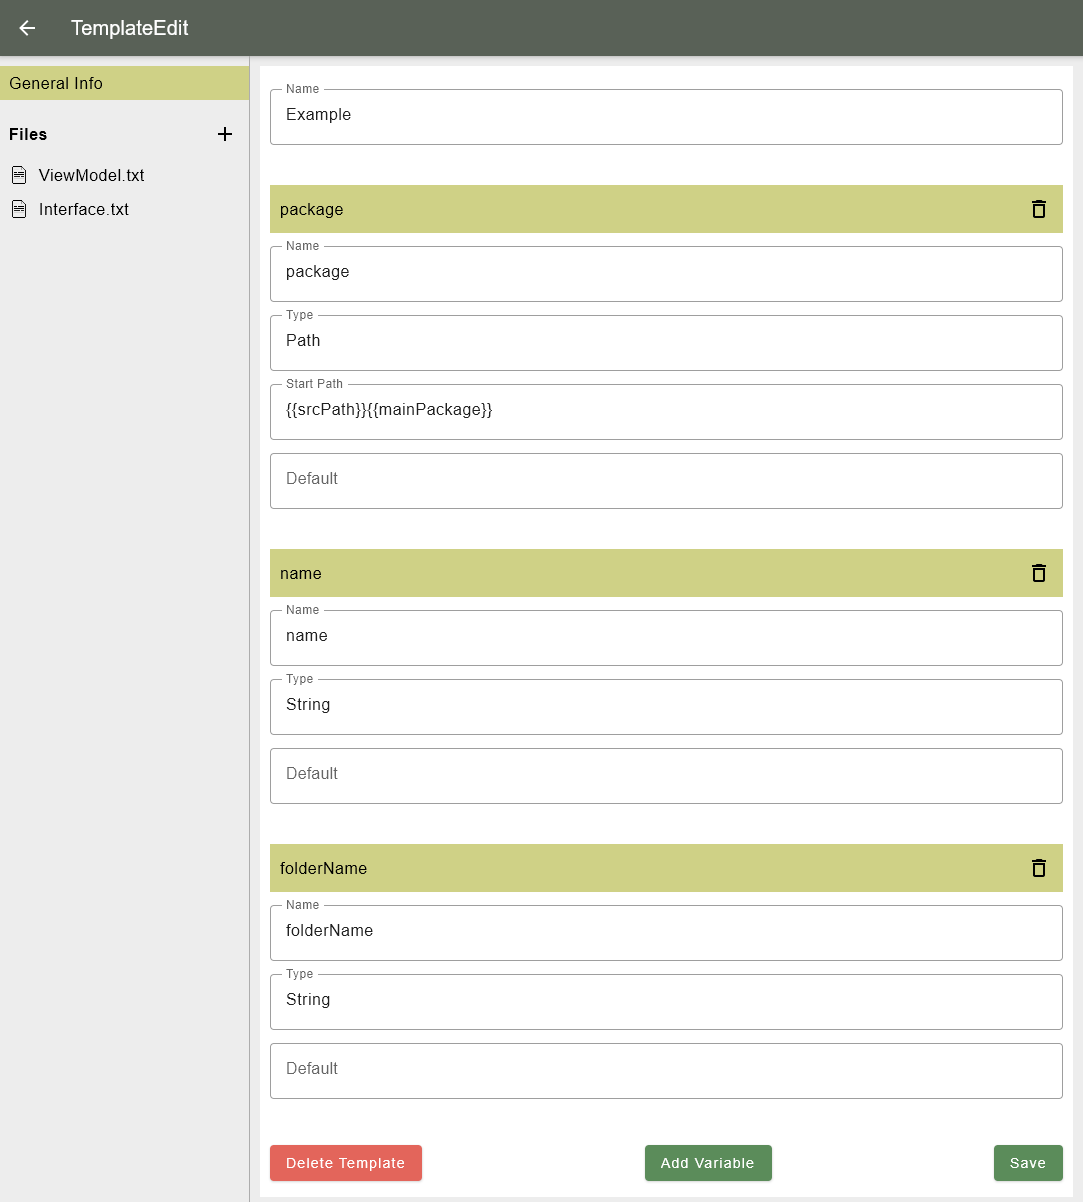 TemplateEdit
General Info
Files
ViewModel.txt
Interface.txt
Name
Example
package
Name
package
Type
Path
Start Path
{{srcPath}}{{mainPackage}}
Default
name
Name
name
Type
String
Default
folderName
Name
folderName
Type
String
Default
Delete Template
Add Variable
Save